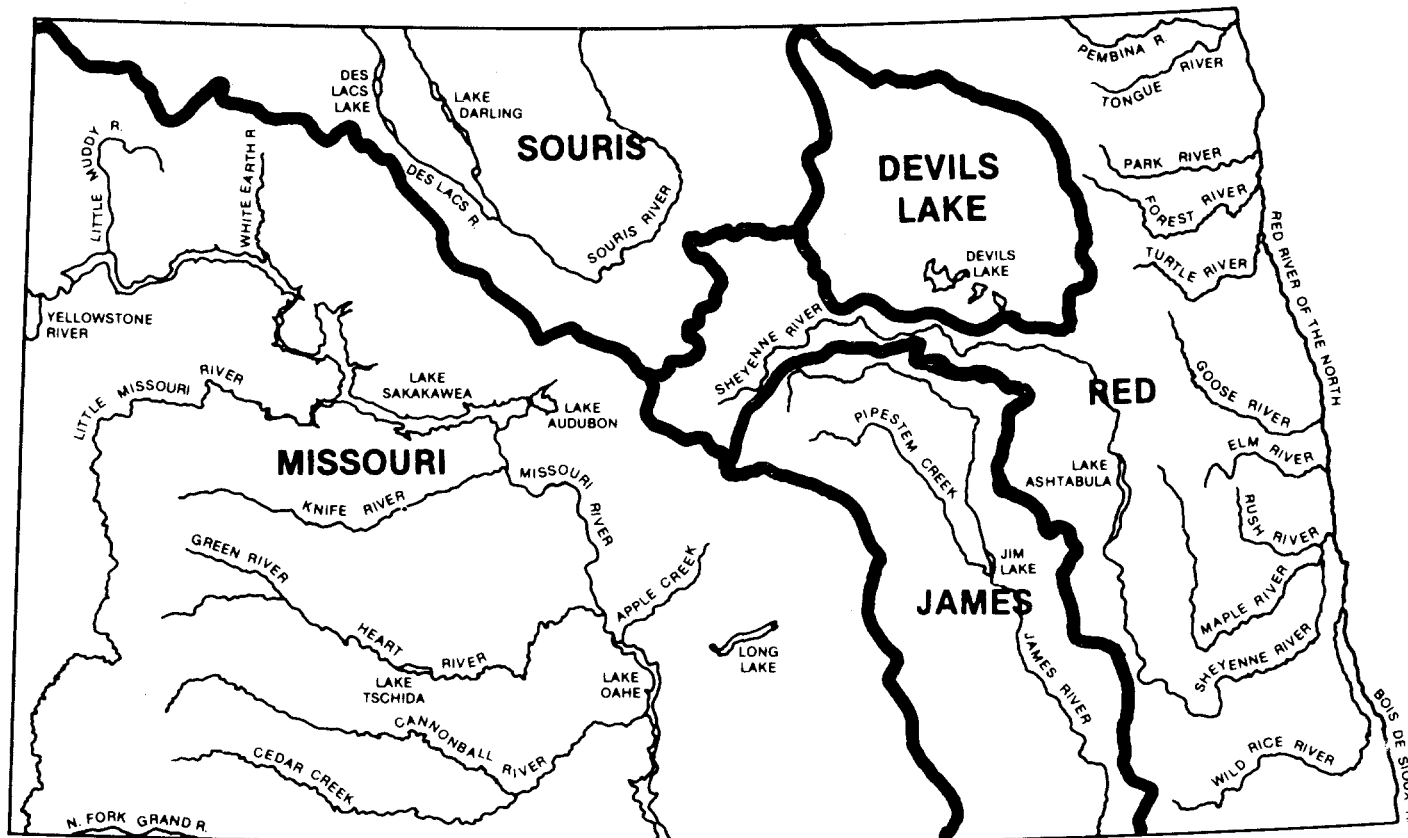 PEMBINA R.
TONGUE RIVER
DES
LACS
LAKE
LAKE
DARLING
SOURIS
DEVILS
LAKE
LITTLE MUDDY R.
WHITE EARTH R
DES LACS R.
SOURIS RIVER
PARK RIVER
FOREST RIVER
TURTLE RIVER
RED RIVER OF THE NORTH
DEVILS
LAKE
YELLOWSTONE
RIVER
SHEYENNE RIVER
LITTLE MISSOURI RIVER
LAKE
SAKAKAWEA
LAKE
AUDUBON
RED
GOOSE RIVER
MISSOURI
MISSOURI RIVER
PIPESTEM CREEK
LAKE
ASHTABULA
ELM RIVER
KNIFE RIVER
RUSH RIVER
GREEN RIVER
APPLE CREEK
JIM
LAKE
JAMES
MAPLE RIVER
HEART RIVER
LONG
LAKE
LAKE
TSCHIDA
LAKE
OAHE
JAMES RIVER
SHEYENNE RIVER
CANNONBALL RIVER
CEDAR CREEK
WILD RICE RIVER
BOIS DE SIOUX
N. FORK GRAND R.